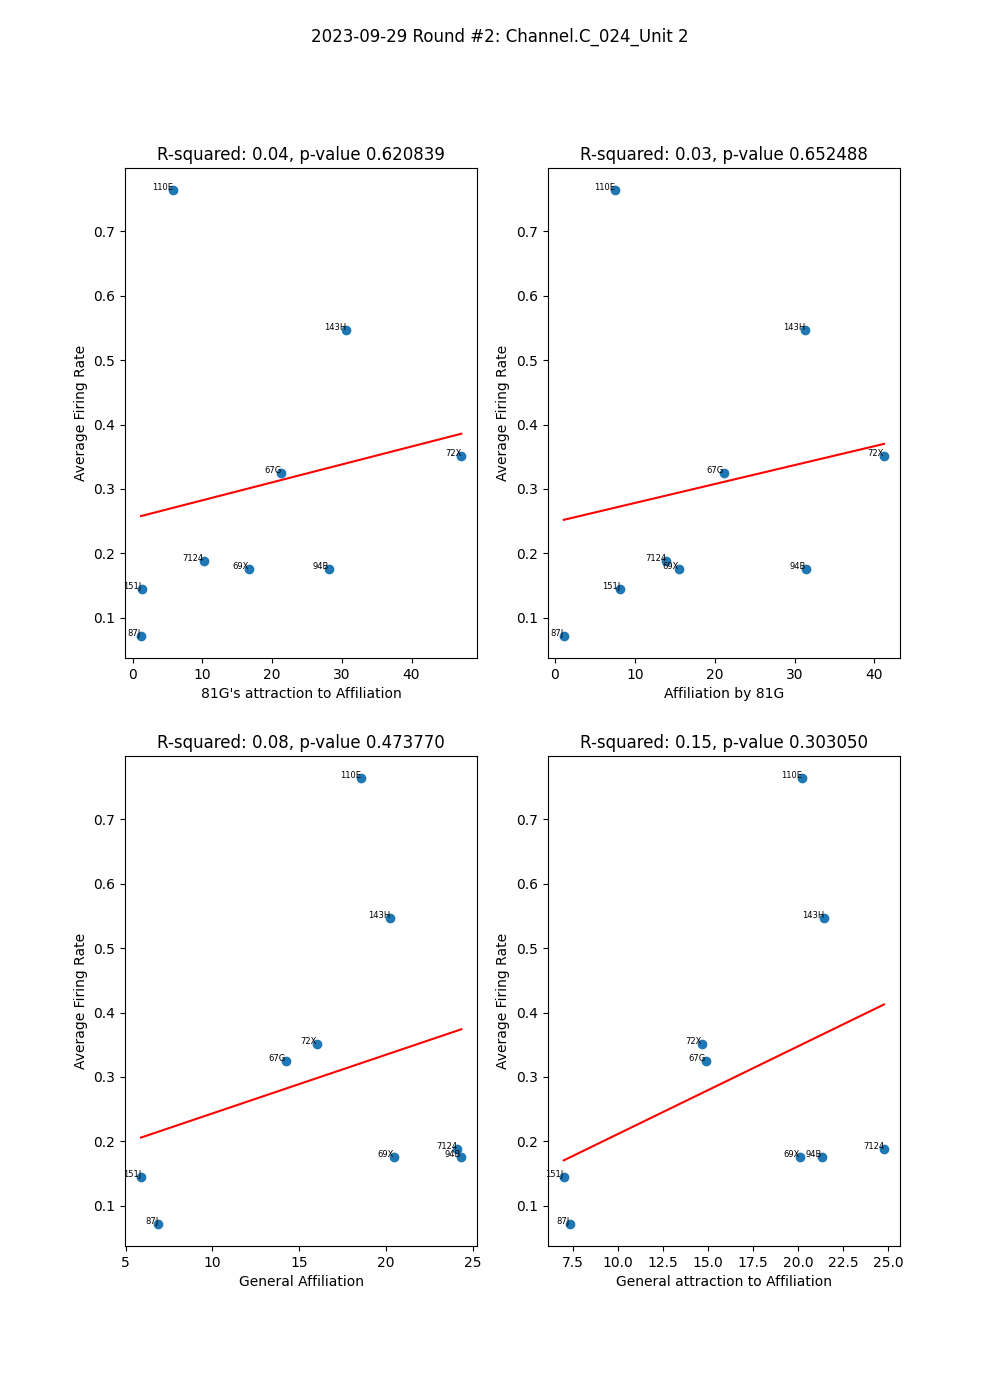 2023-09-29 Round #2: Channel.C_024_Unit 2
R-squared: 0.04, p-value 0.620839
110E
143H
72X
67G
7124
69X
94B
151J
87J
0.7
0.6
0.5
0.4
0.3
0.2
0.1
Average Firing Rate
0 10 20 30 40
81G's attraction to Affiliation
R-squared: 0.03, p-value 0.652488
110E
143H
72X
67G
7124
69X
94B
151J
87J
0.7
0.6
0.5
0.4
0.3
0.2
0.1
Average Firing Rate
0 10 20 30 40
Affiliation by 81G
R-squared: 0.08, p-value 0.473770
110E
143H
72X
67G
7124
94B
69X
151J
87J
0.7
0.6
0.5
0.4
0.3
0.2
0.1
Average Firing Rate
5 10 15 20 25
General Affiliation
R-squared: 0.15, p-value 0.303050
110E
143H
72X
67G
7124
69X 94B
151J
87J
0.7
0.6
0.5
0.4
0.3
0.2
0.1
Average Firing Rate
7.5 10.0 12.5 15.0 17.5 20.0 22.5 25.0
General attraction to Affiliation